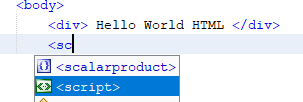 <body>
<div> Hello World HTML </div>
<sc
<scalarproduct>
<script>